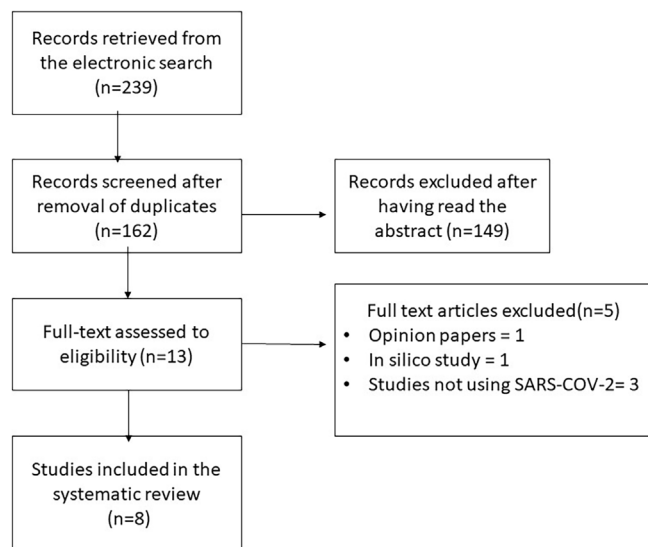 Records retrieved from
the electronic search
(n=239)
Records screened after
removal of duplicates
(n=162)
Records excluded after
having read the
abstract (n=149)
Full-text assessed to
eligibility (n=13)
Full text articles excluded(n=5)
• Opinion papers = 1
• In silico study = 1
• Studies not using SARS-COV-2= 3
Studies included in the
systematic review
(n=8)